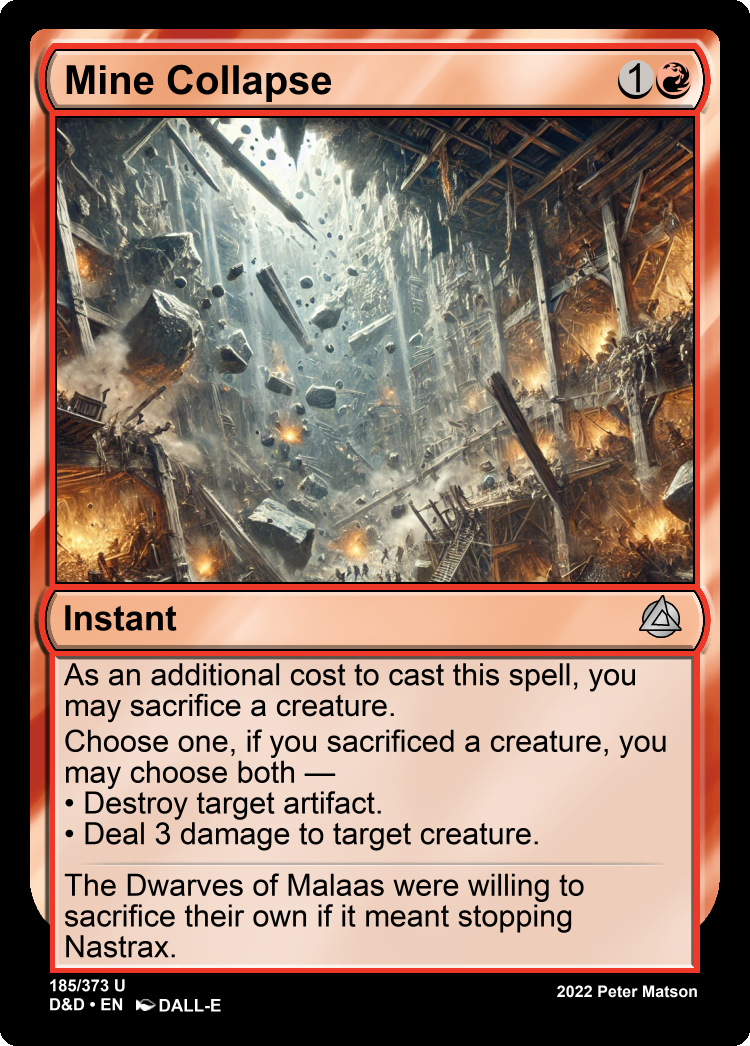 Mine Collapse 1
Instant
As an additional cost to cast this spell, you
may sacrifice a creature.
Choose one, if you sacrificed a creature, you
may choose both —
• Destroy target artifact.
• Deal 3 damage to target creature.
The Dwarves of Malaas were willing to
sacrifice their own if it meant stopping
Nastrax.
185/373 U
D&D • EN DALL-E
2022 Peter Matson